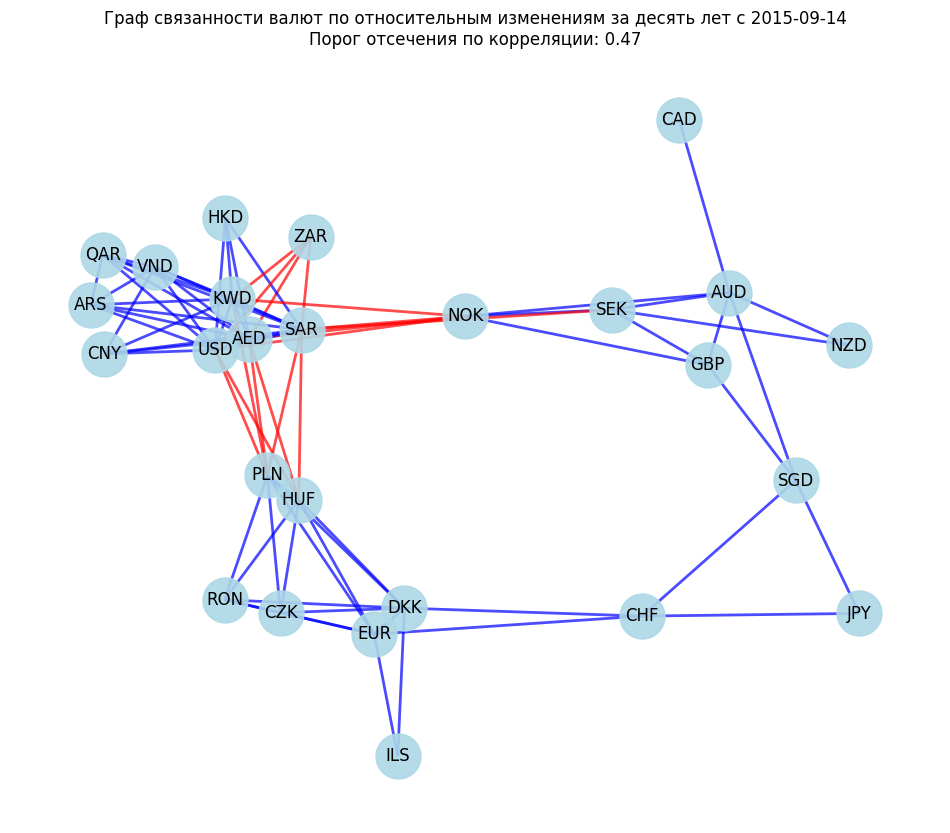 Граф связанности валют по относительным изменениям за десять лет с 2015-09-14
Порог отсечения по корреляции: 0.47
CAD
HKD
ZAR
QAR
VND
KWD
ARS
AUD
SEK
NOK
SAR
AED
USD
CNY
NZD
GBP
PLN
SGD
HUF
RON
CZK
DKK
JPY
CHF
EUR
ILS